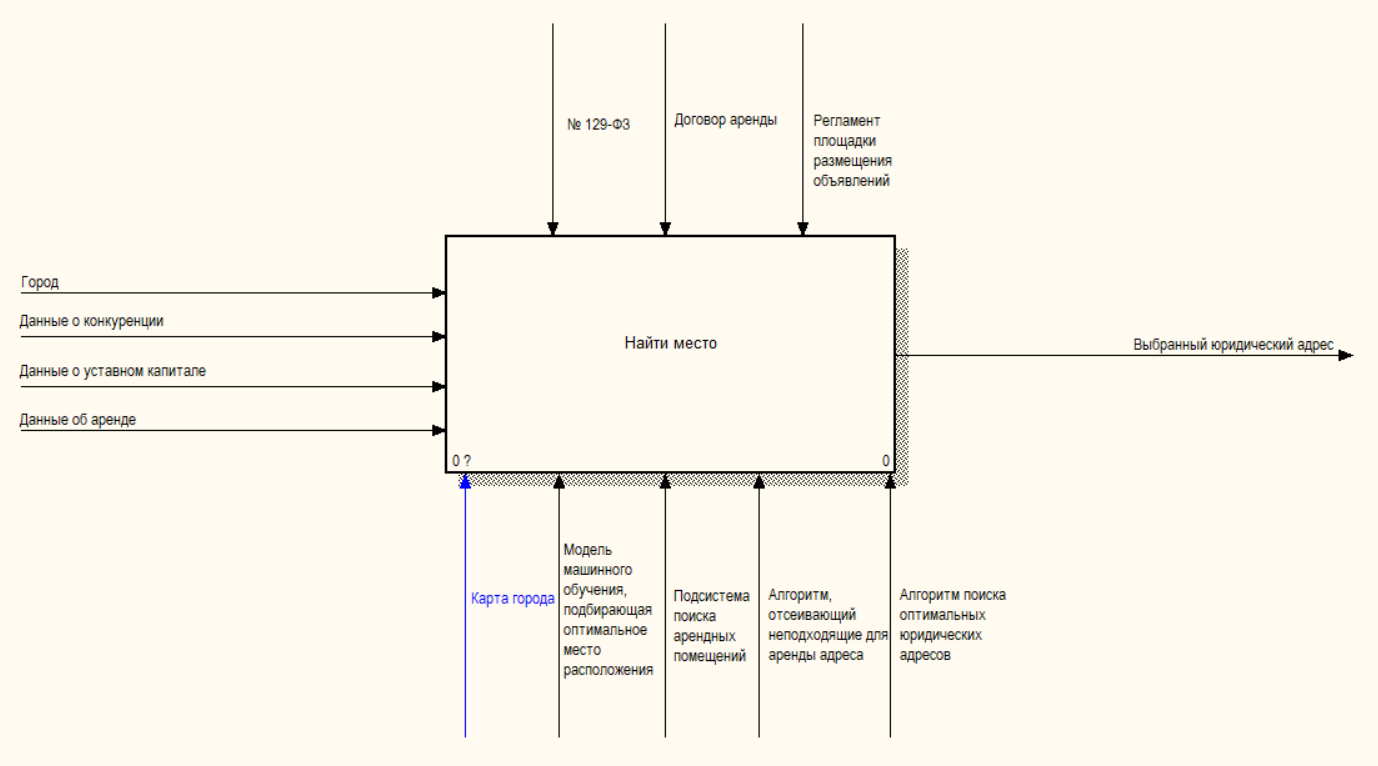 № 129-ФЗ
Договор аренды
Регламент
площадки
размещения
объявлений
Город
Данные о конкуренции
Данные о уставном капитале
Данные об аренде
Найти место
0 ?
0
Выбранный юридический адрес
Карта города
Модель
машинного
обучения,
подбирающая
оптимальное
место
расположения
Подсистема
поиска
арендных
помещений
Алгоритм,
отсеивающий
неподходящие для
аренды адреса
Алгоритм поиска
оптимальных
юридических
адресов